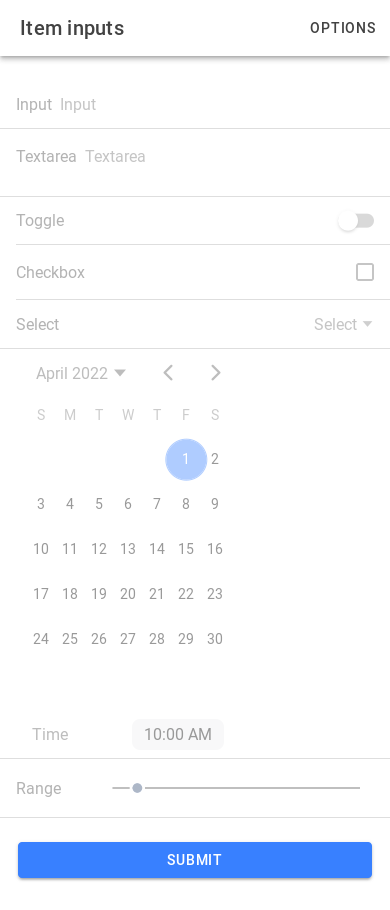 Item inputs OPTIONS
Input Input
Textarea Textarea
Toggle
Checkbox
Select Select
April 2022
S M T W T F S
1 2
3 4 5 6 7 8 9
10 11 12 13 14 15 16
17 18 19 20 21 22 23
24 25 26 27 28 29 30
Time 10:00 AM
Range
SUBMIT